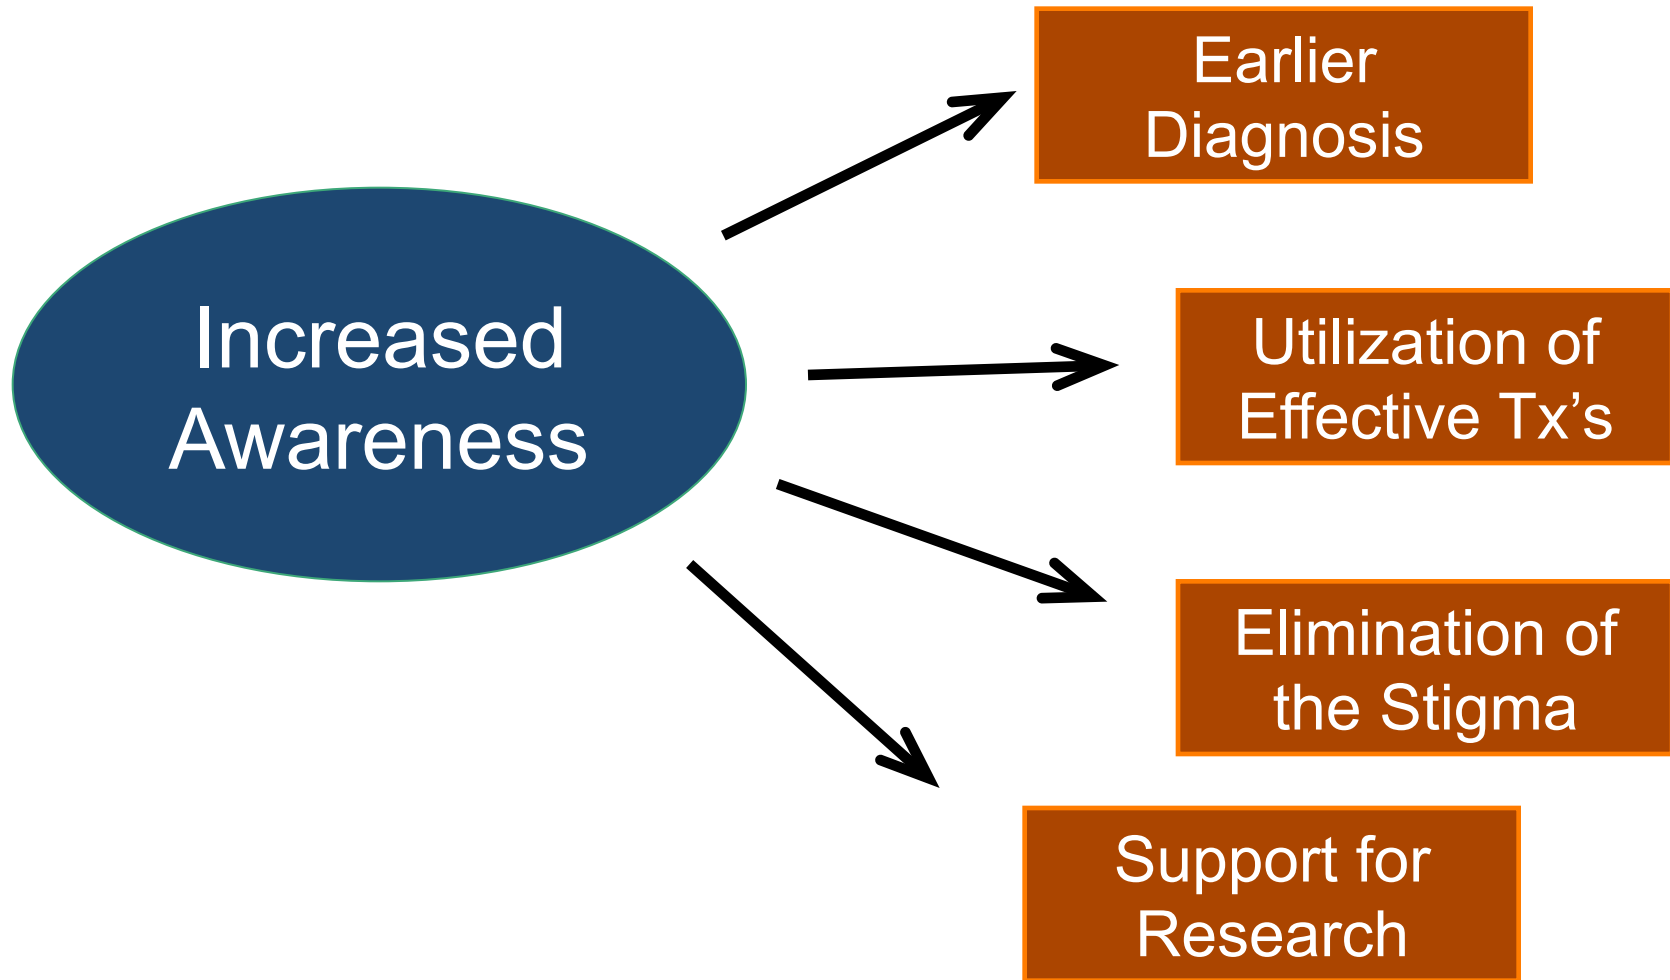 Increased
Awareness
Earlier
Diagnosis
Utilization of
Effective Tx’s
Elimination of
the Stigma
Support for
Research